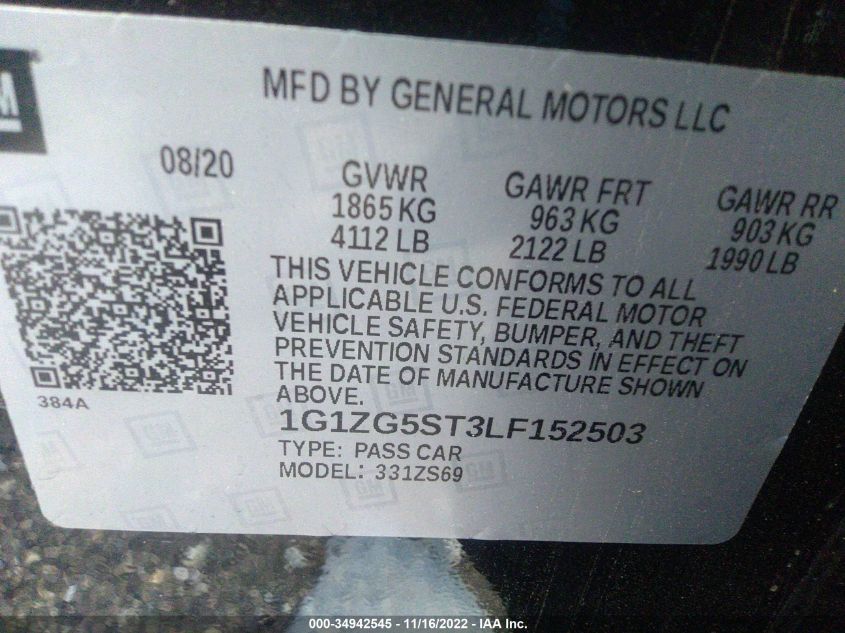 GM
MFD BY GENERAL MOTORS LLC
08/20
GVWR
1865 KG
4112 LB
GAWR FRT
963 KG
2122 LB
GAWR RR
903 KG
1990 LB
THIS VEHICLE CONFORMS TO ALL
APPLICABLE U.S. FEDERAL MOTOR
VEHICLE SAFETY, BUMPER, AND THEFT
PREVENTION STANDARDS IN EFFECT ON
THE DATE OF MANUFACTURE SHOWN
ABOVE.
384A
1G1ZG5ST3LF152503
TYPE: PASS CAR
MODEL: 331ZS69
000-34942545 - 11/16/2022 - IAA Inc.